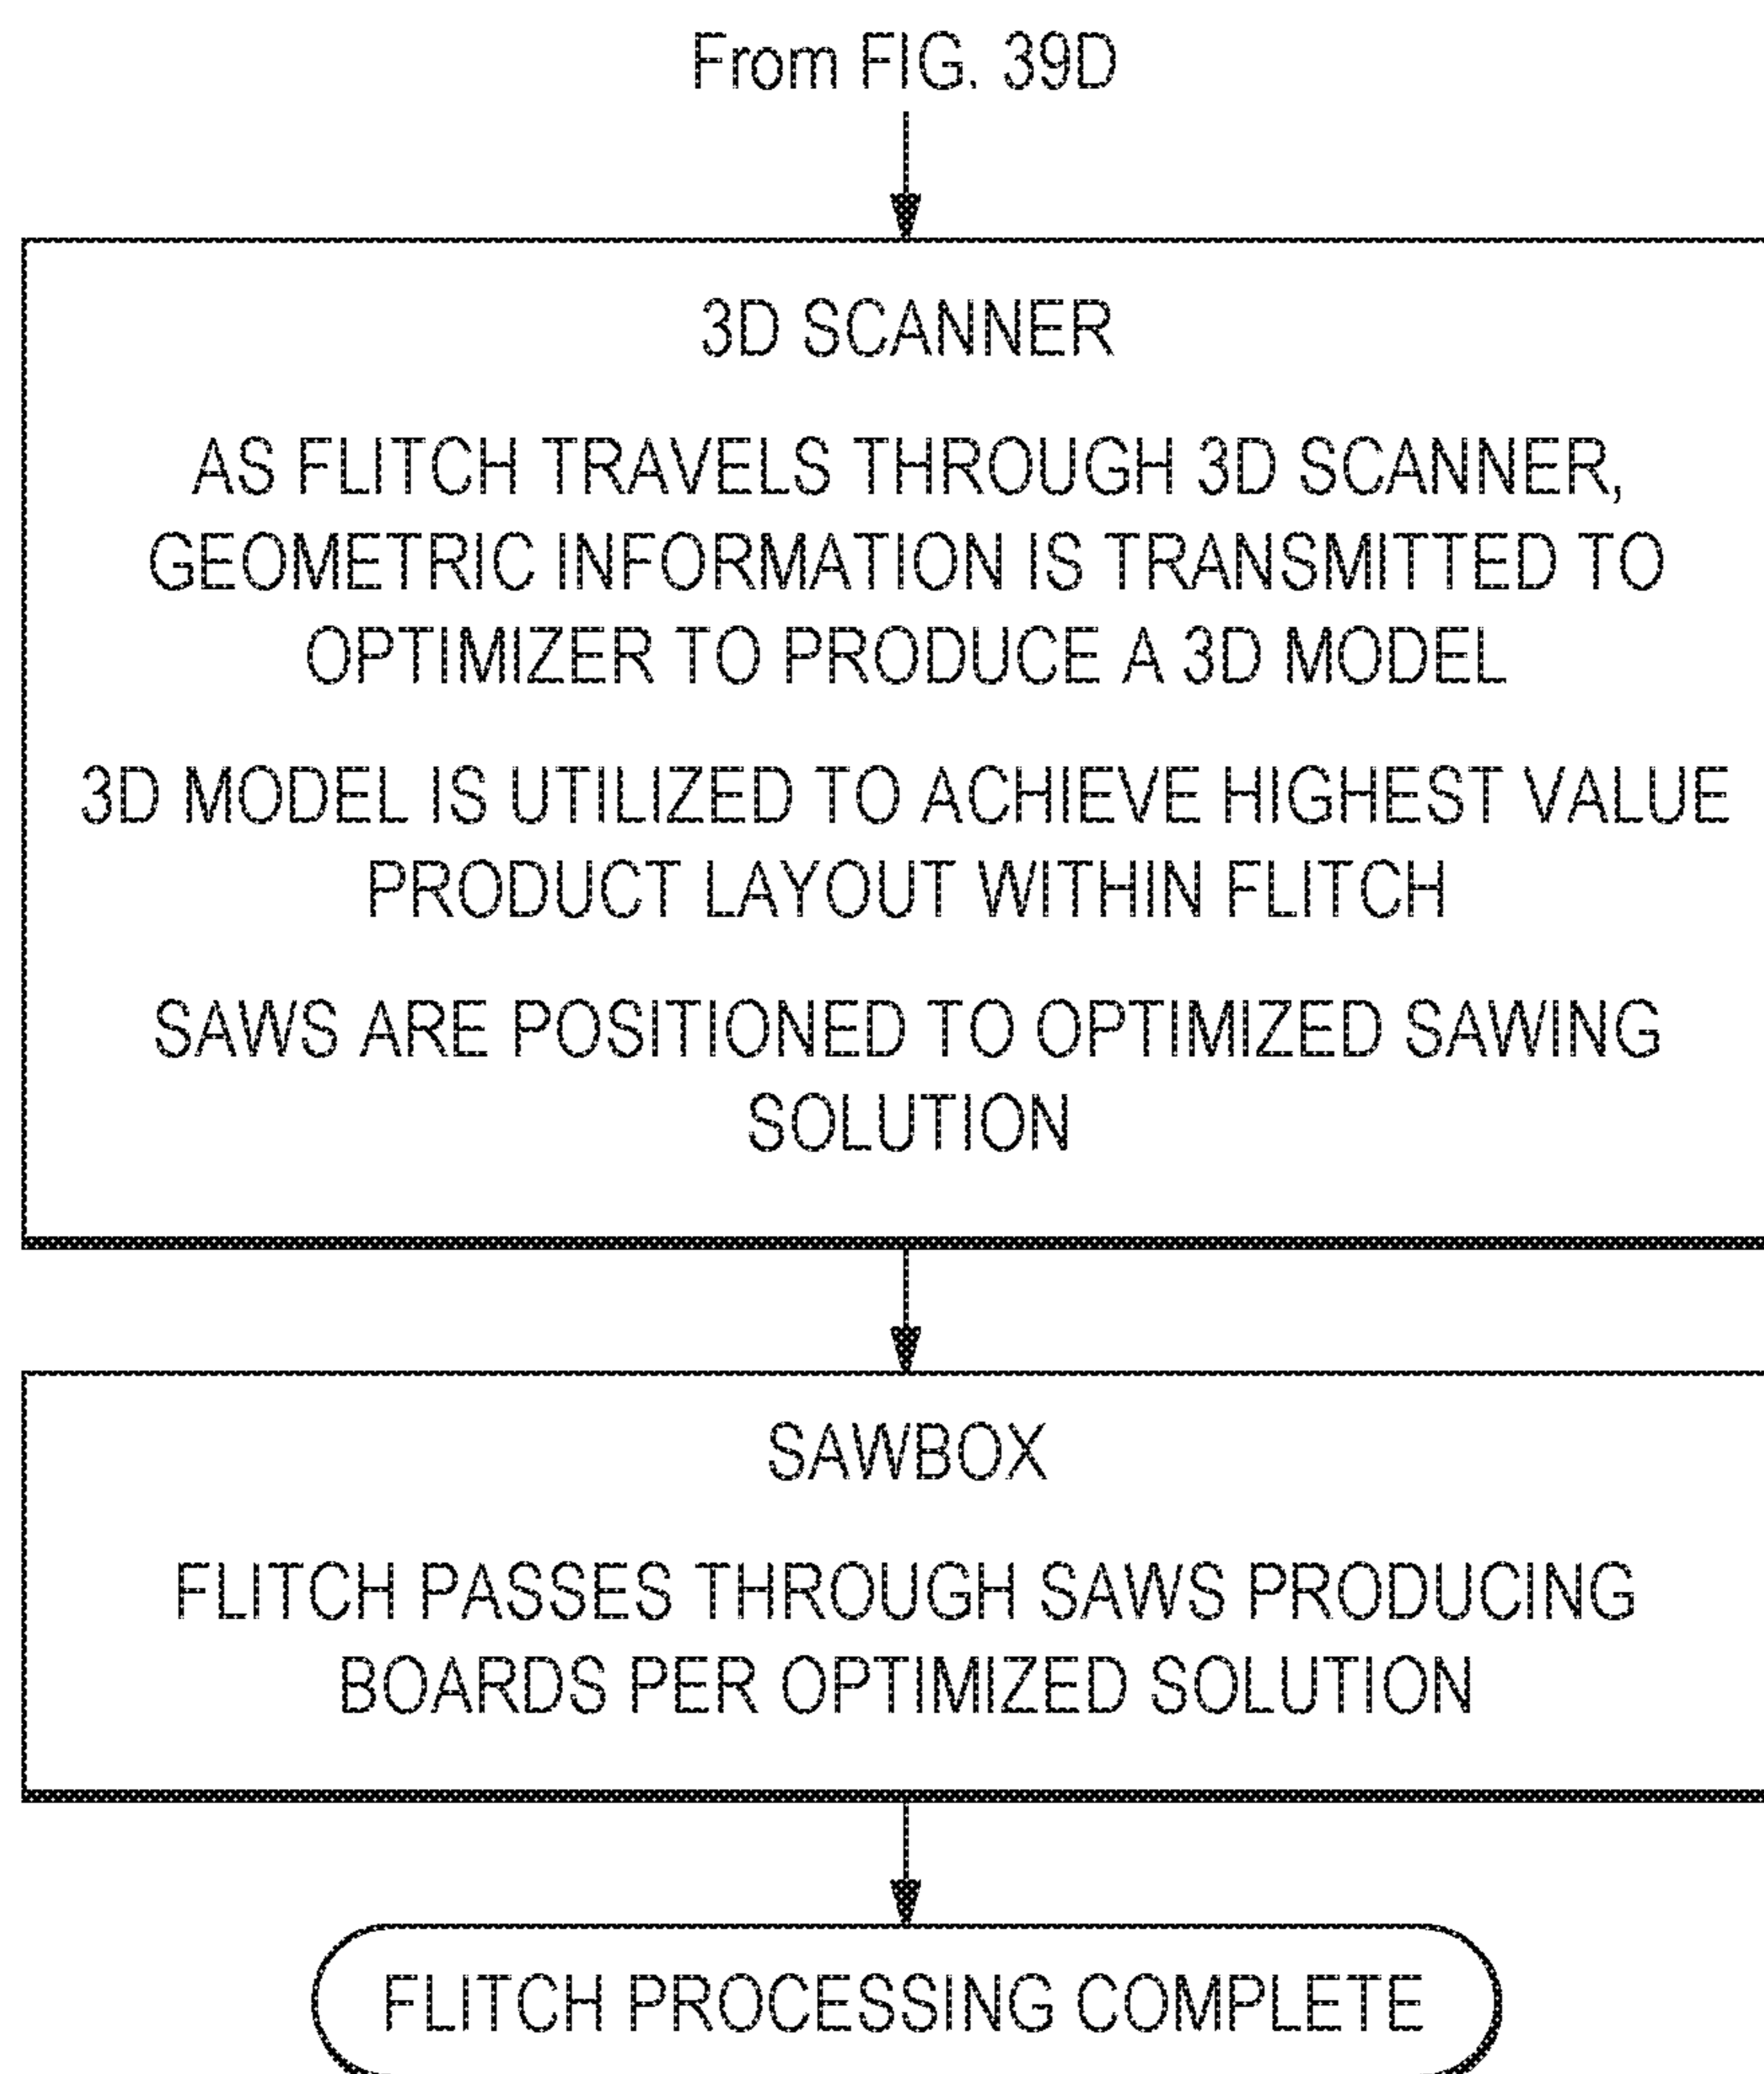 From FIG. 39D
3D SCANNER
AS FLITCH TRAVELS THROUGH 3D SCANNER,
GEOMETRIC INFORMATION IS TRANSMITTED TO
OPTIMIZER TO PRODUCE A 3D MODEL
3D MODEL IS UTILIZED TO ACHIEVE HIGHEST VALUE
PRODUCT LAYOUT WITHIN FLITCH
SAWS ARE POSITIONED TO OPTIMIZED SAWING
SOLUTION
SAWBOX
FLITCH PASSES THROUGH SAWS PRODUCING
BOARDS PER OPTIMIZED SOLUTION
FLITCH PROCESSING COMPLETE